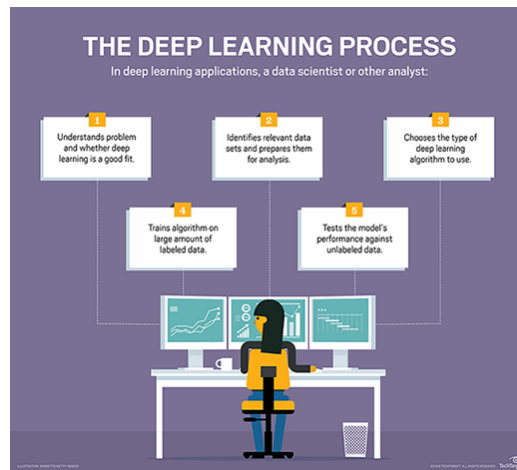 THE DEEP LEARNING PROCESS
In deep learning applications, a data scientist or other analyst:
1
Understands problem
and whether deep
learning is a good fit.
2
Identifies relevant data
sets and prepares them
for analysis.
3
Chooses the type of
deep learning
algorithm to use.
4
Trains algorithm on
large amount of
labeled data.
5
Tests the model's
performance against
unlabeled data.